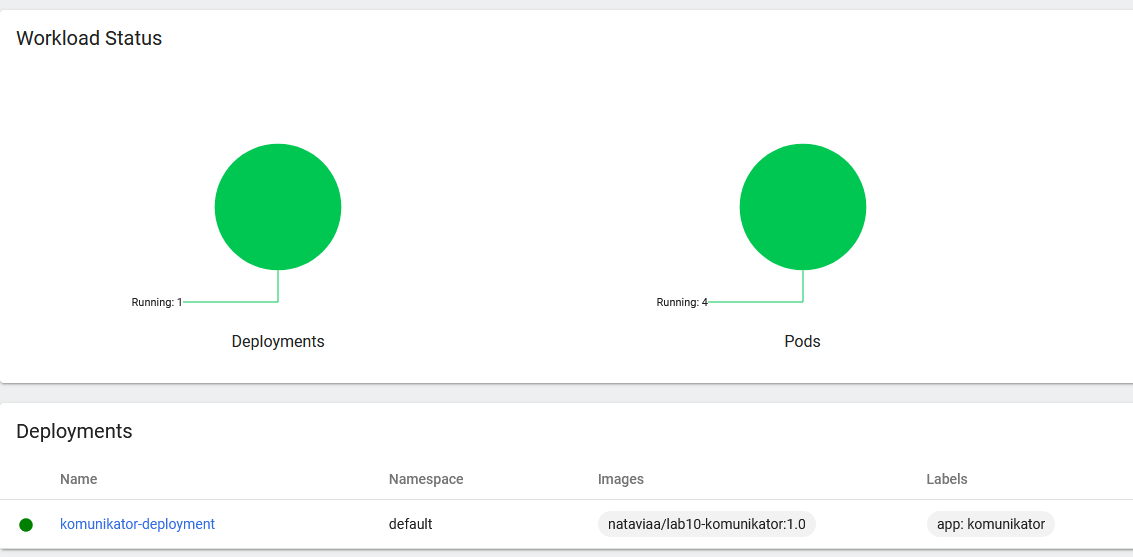 Workload Status
Running: 1
Running: 4
Deployments
Pods
Deployments
Name Namespace Images Labels
komunikator-deployment default nataviaa/lab10-komunikator:1.0 app: komunikator